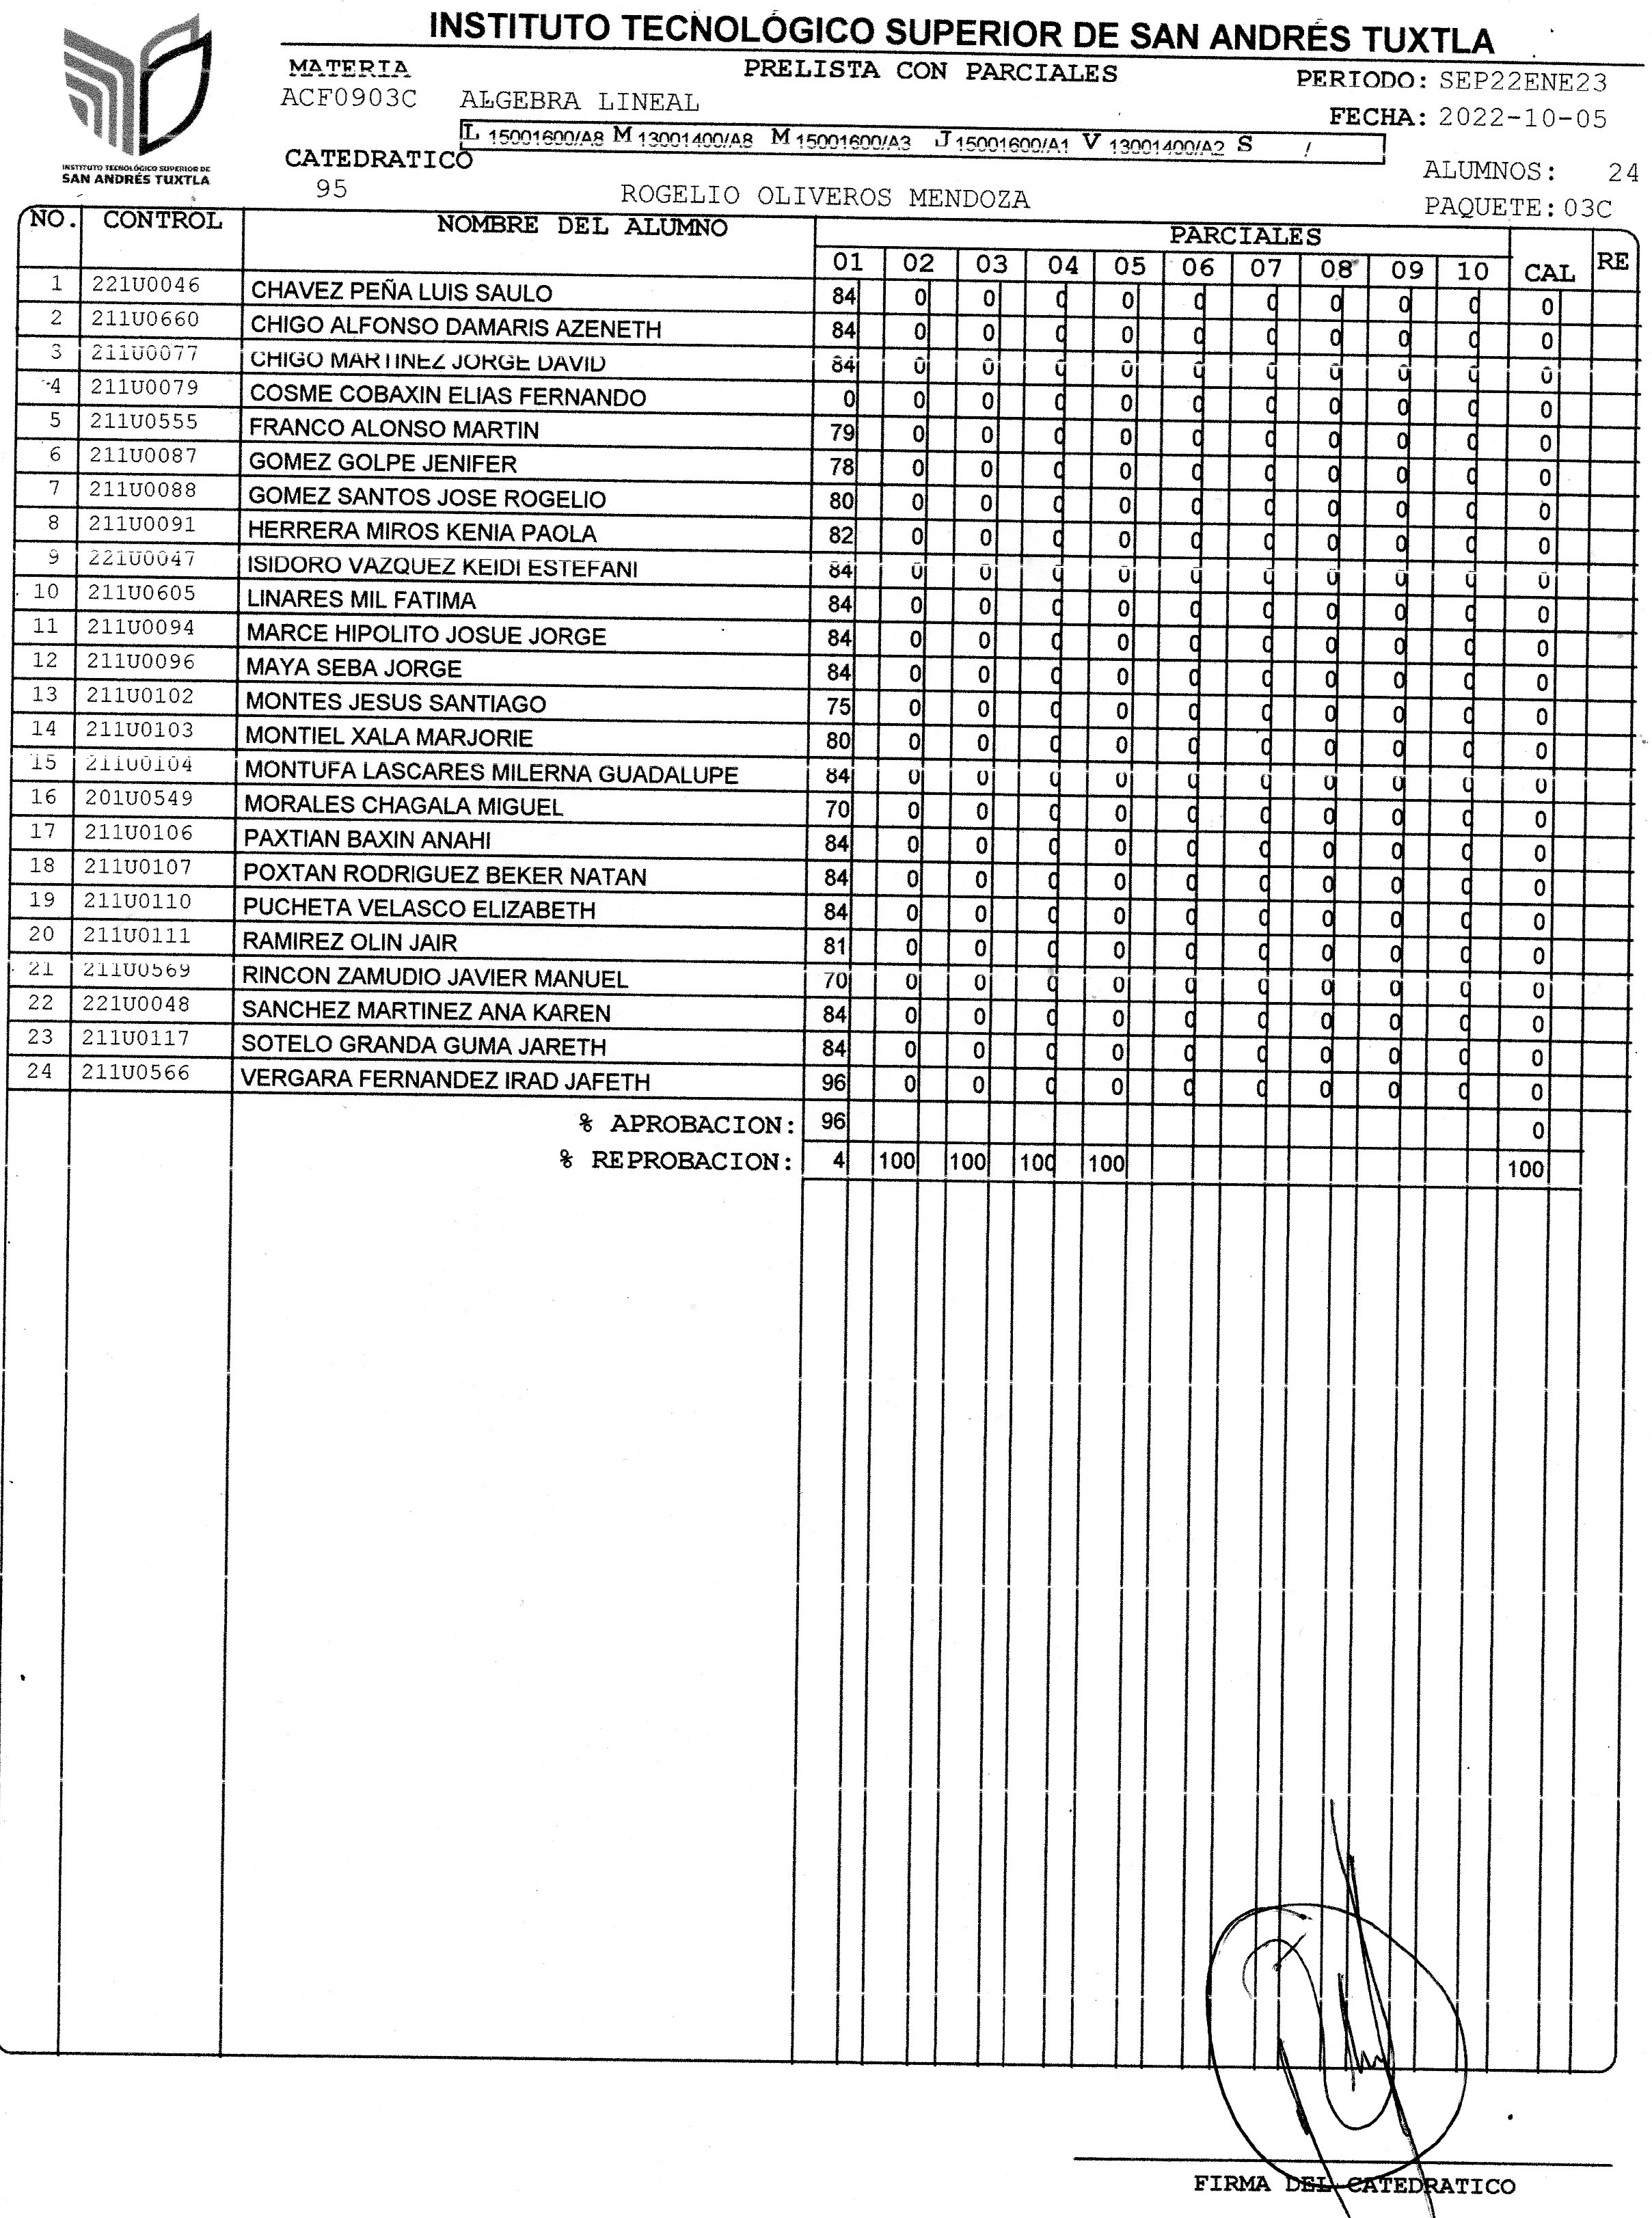 INSTITUTO TECNOLÓGICO SUPERIOR DE SAN ANDRÉS TUXTLA
MATERIA PRELISTA CON PARCIALES PERIODO: SEP22ENE23
ACF0903C ALGEBRA LINEAL FECHA: 2022-10-05
L 15001600/A8 M 13001400/A8 M 15001600/A3 J 15001600/A1 V 13001400/A2 S /
INSTITUTO TECNOLÓGICO SUPERIOR DE
SAN ANDRÉS TUXTLA
CATEDRATICO ALUMNOS: 24
95 ROGELIO OLIVEROS MENDOZA PAQUETE: 03C
NO. CONTROL NOMBRE DEL ALUMNO PARCIALES
01 02 03 04 05 06 07 08 09 10 CAL RE
1 221U0046 CHAVEZ PEÑA LUIS SAULO 84 0 0 0 0 0 0 0 0 0 0
2 211U0660 CHIGO ALFONSO DAMARIS AZENETH 84 0 0 0 0 0 0 0 0 0 0
3 211U0077 CHIGO MARTINEZ JORGE DAVID 84 0 0 0 0 0 0 0 0 0 0
4 211U0079 COSME COBAXIN ELIAS FERNANDO 0 0 0 0 0 0 0 0 0 0 0
5 211U0555 FRANCO ALONSO MARTIN 79 0 0 0 0 0 0 0 0 0 0
6 211U0087 GOMEZ GOLPE JENIFER 78 0 0 0 0 0 0 0 0 0 0
7 211U0088 GOMEZ SANTOS JOSE ROGELIO 80 0 0 0 0 0 0 0 0 0 0
8 211U0091 HERRERA MIROS KENIA PAOLA 82 0 0 0 0 0 0 0 0 0 0
9 221U0047 ISIDORO VAZQUEZ KEIDI ESTEFANI 84 0 0 0 0 0 0 0 0 0 0
10 211U0605 LINARES MIL FATIMA 84 0 0 0 0 0 0 0 0 0 0
11 211U0094 MARCE HIPOLITO JOSUE JORGE 84 0 0 0 0 0 0 0 0 0 0
12 211U0096 MAYA SEBA JORGE 84 0 0 0 0 0 0 0 0 0 0
13 211U0102 MONTES JESUS SANTIAGO 75 0 0 0 0 0 0 0 0 0 0
14 211U0103 MONTIEL XALA MARJORIE 80 0 0 0 0 0 0 0 0 0 0
15 211U0104 MONTUFA LASCARES MILERNA GUADALUPE 84 0 0 0 0 0 0 0 0 0 0
16 201U0549 MORALES CHAGALA MIGUEL 70 0 0 0 0 0 0 0 0 0 0
17 211U0106 PAXTIAN BAXIN ANAHI 84 0 0 0 0 0 0 0 0 0 0
18 211U0107 POXTAN RODRIGUEZ BEKER NATAN 84 0 0 0 0 0 0 0 0 0 0
19 211U0110 PUCHETA VELASCO ELIZABETH 84 0 0 0 0 0 0 0 0 0 0
20 211U0111 RAMIREZ OLIN JAIR 81 0 0 0 0 0 0 0 0 0 0
21 211U0569 RINCON ZAMUDIO JAVIER MANUEL 70 0 0 0 0 0 0 0 0 0 0
22 221U0048 SANCHEZ MARTINEZ ANA KAREN 84 0 0 0 0 0 0 0 0 0 0
23 211U0117 SOTELO GRANDA GUMA JARETH 84 0 0 0 0 0 0 0 0 0 0
24 211U0566 VERGARA FERNANDEZ IRAD JAFETH 96 0 0 0 0 0 0 0 0 0 0
% APROBACION: 96 0
% REPROBACION: 4 100 100 100 100 100
FIRMA DEL CATEDRATICO